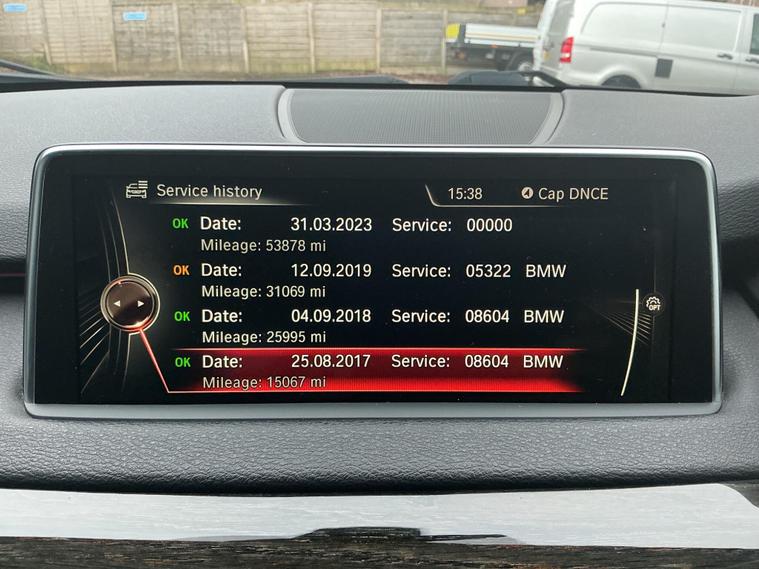 Service history 15:38 Cap DNCE
OK Date: 31.03.2023 Service: 00000
Mileage: 53878 mi
OK Date: 12.09.2019 Service: 05322 BMW
Mileage: 31069 mi
OK Date: 04.09.2018 Service: 08604 BMW
Mileage: 25995 mi
OPT
OK Date: 25.08.2017 Service: 08604 BMW
Mileage: 15067 mi